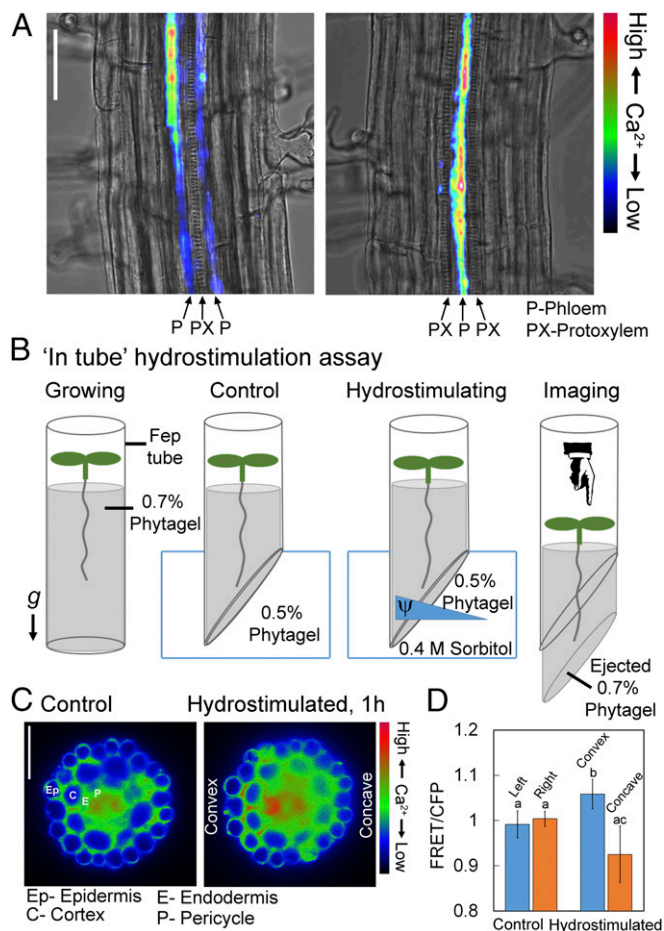 A
High ← Ca²⁺ → Low
P PX P
PX P PX
P-Phloem
PX-Protoxylem
B 'In tube' hydrostimulation assay
Growing
Control
Hydrostimulating
Imaging
Fep tube
0.7% Phytagel
g
0.5% Phytagel
ψ
0.5% Phytagel
0.4 M Sorbitol
Ejected 0.7% Phytagel
C Control
Hydrostimulated, 1h
Ep C E P
Convex
Concave
High ← Ca²⁺ → Low
Ep- Epidermis
C- Cortex
E- Endodermis
P- Pericycle
D
FRET/CFP
1.2
1.1
1
0.9
0.8
Left
a
Right
a
Convex
b
Concave
ac
Control Hydrostimulated